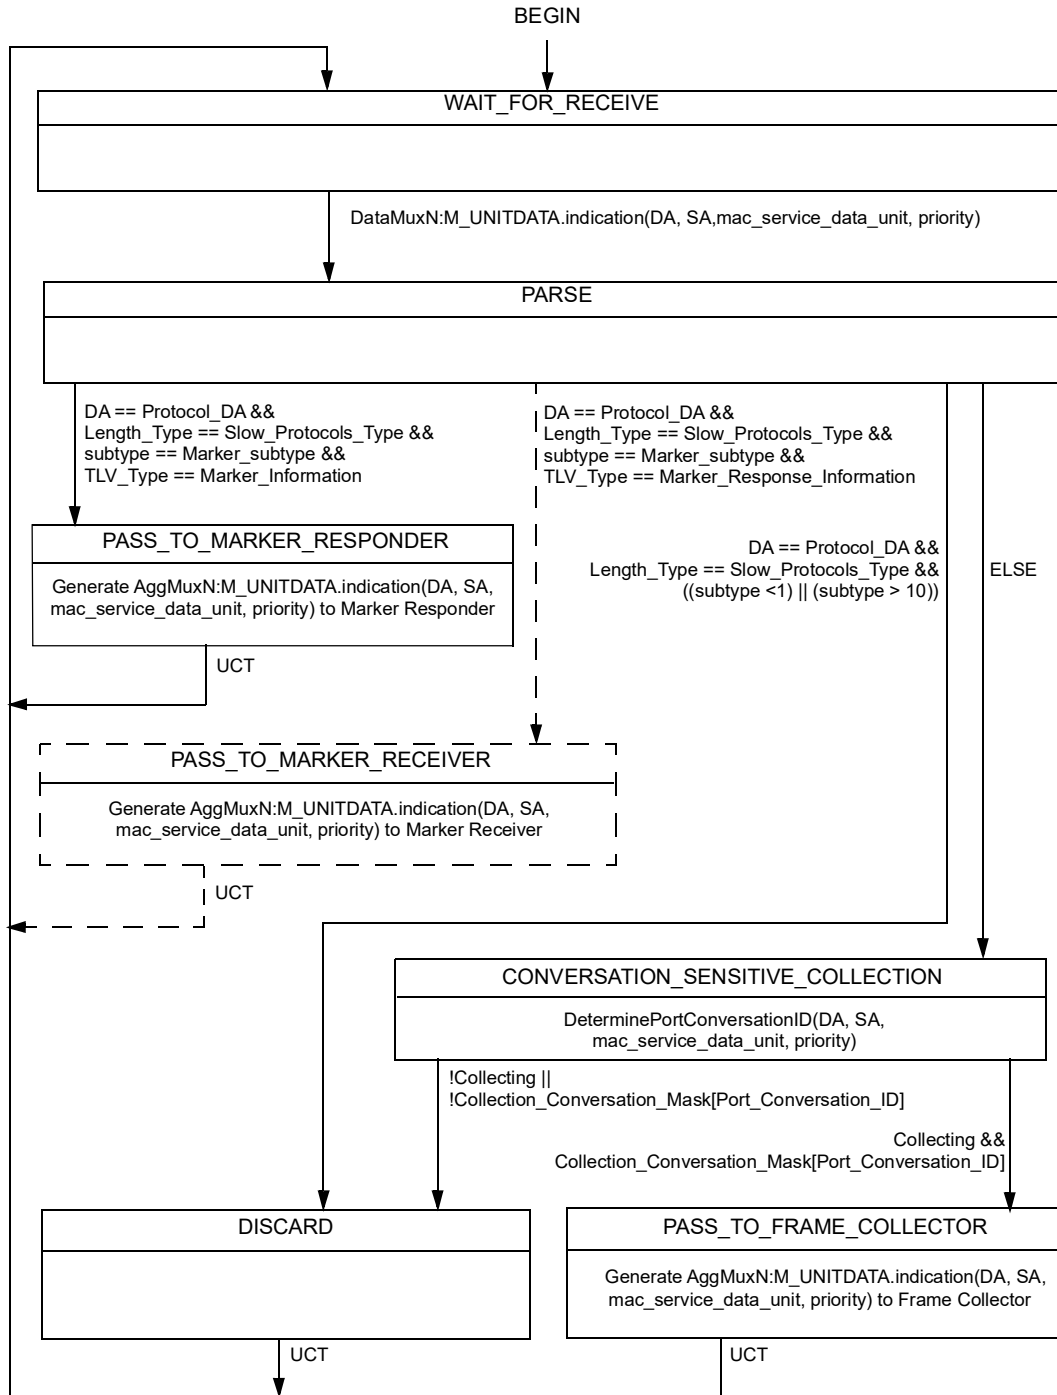 BEGIN
WAIT_FOR_RECEIVE
DataMuxN:M_UNITDATA.indication(DA, SA,mac_service_data_unit, priority)
PARSE
DA == Protocol_DA &&
Length_Type == Slow_Protocols_Type &&
subtype == Marker_subtype &&
TLV_Type == Marker_Information
DA == Protocol_DA &&
Length_Type == Slow_Protocols_Type &&
subtype == Marker_subtype &&
TLV_Type == Marker_Response_Information
PASS_TO_MARKER_RESPONDER
Generate AggMuxN:M_UNITDATA.indication(DA, SA,
mac_service_data_unit, priority) to Marker Responder
UCT
DA == Protocol_DA &&
Length_Type == Slow_Protocols_Type &&
((subtype <1) || (subtype > 10))
ELSE
PASS_TO_MARKER_RECEIVER
Generate AggMuxN:M_UNITDATA.indication(DA, SA,
mac_service_data_unit, priority) to Marker Receiver
UCT
CONVERSATION_SENSITIVE_COLLECTION
DeterminePortConversationID(DA, SA,
mac_service_data_unit, priority)
!Collecting ||
!Collection_Conversation_Mask[Port_Conversation_ID]
Collecting &&
Collection_Conversation_Mask[Port_Conversation_ID]
DISCARD
UCT
PASS_TO_FRAME_COLLECTOR
Generate AggMuxN:M_UNITDATA.indication(DA, SA,
mac_service_data_unit, priority) to Frame Collector
UCT